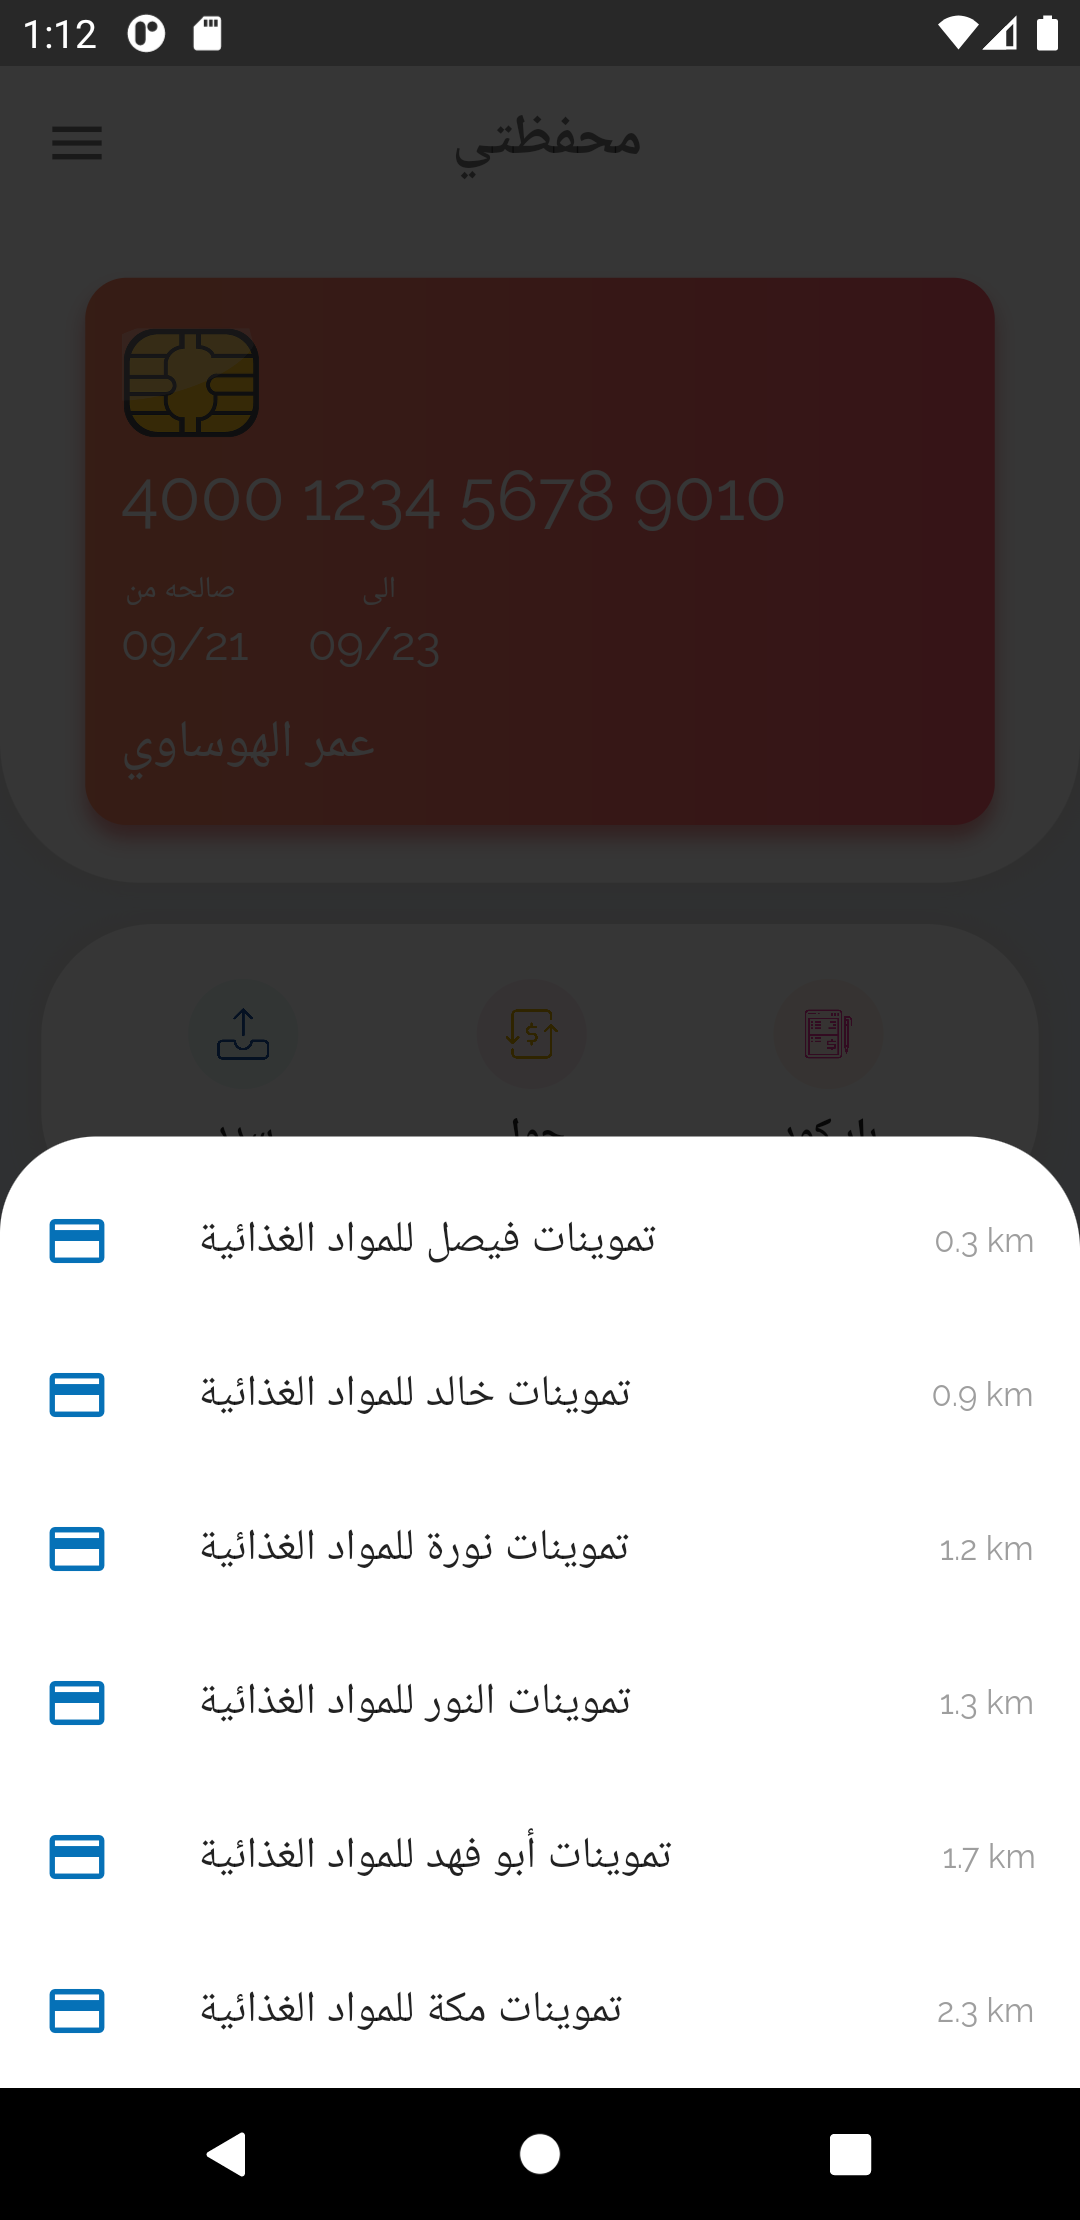 1:12
محفظتي
4000 1234 5678 9010
صالحه من
الى
09/21
09/23
عمر الهوساوي
تموينات فيصل للمواد الغذائية
0.3 km
تموينات خالد للمواد الغذائية
0.9 km
تموينات نورة للمواد الغذائية
1.2 km
تموينات النور للمواد الغذائية
1.3 km
تموينات أبو فهد للمواد الغذائية
1.7 km
تموينات مكة للمواد الغذائية
2.3 km